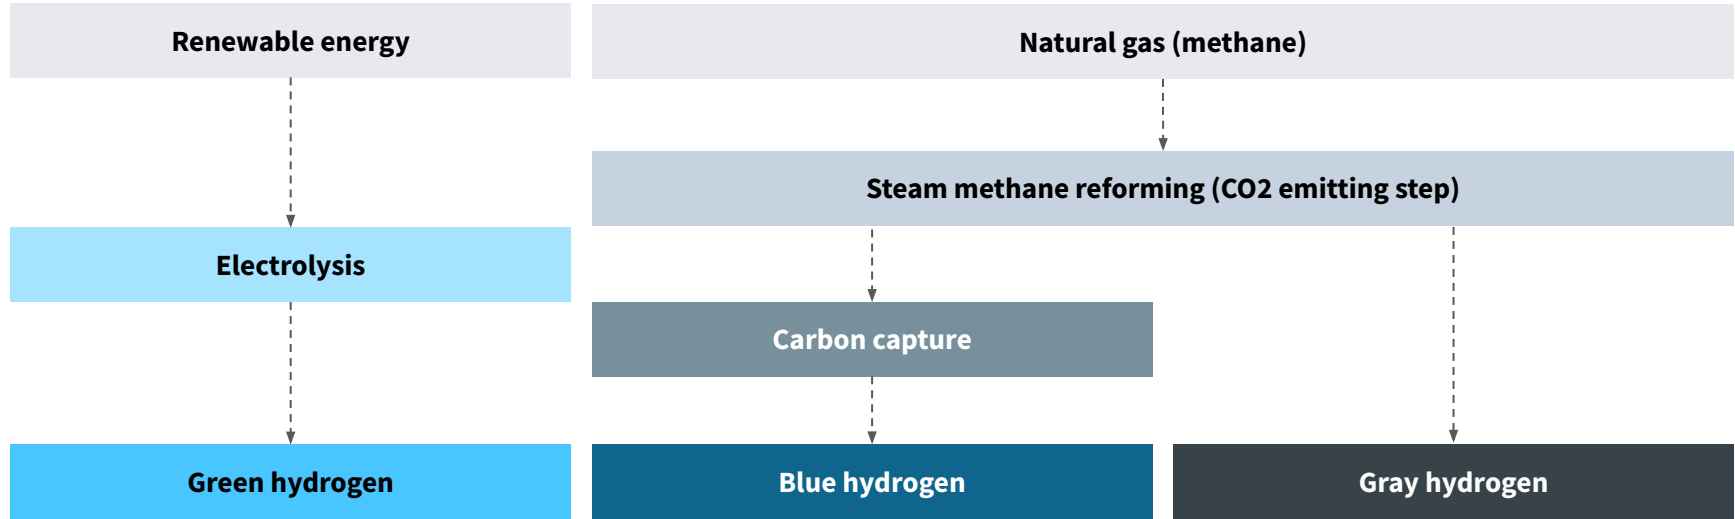 Renewable energy
Natural gas (methane)
Steam methane reforming (CO2 emitting step)
Electrolysis
Carbon capture
Green hydrogen
Blue hydrogen
Gray hydrogen